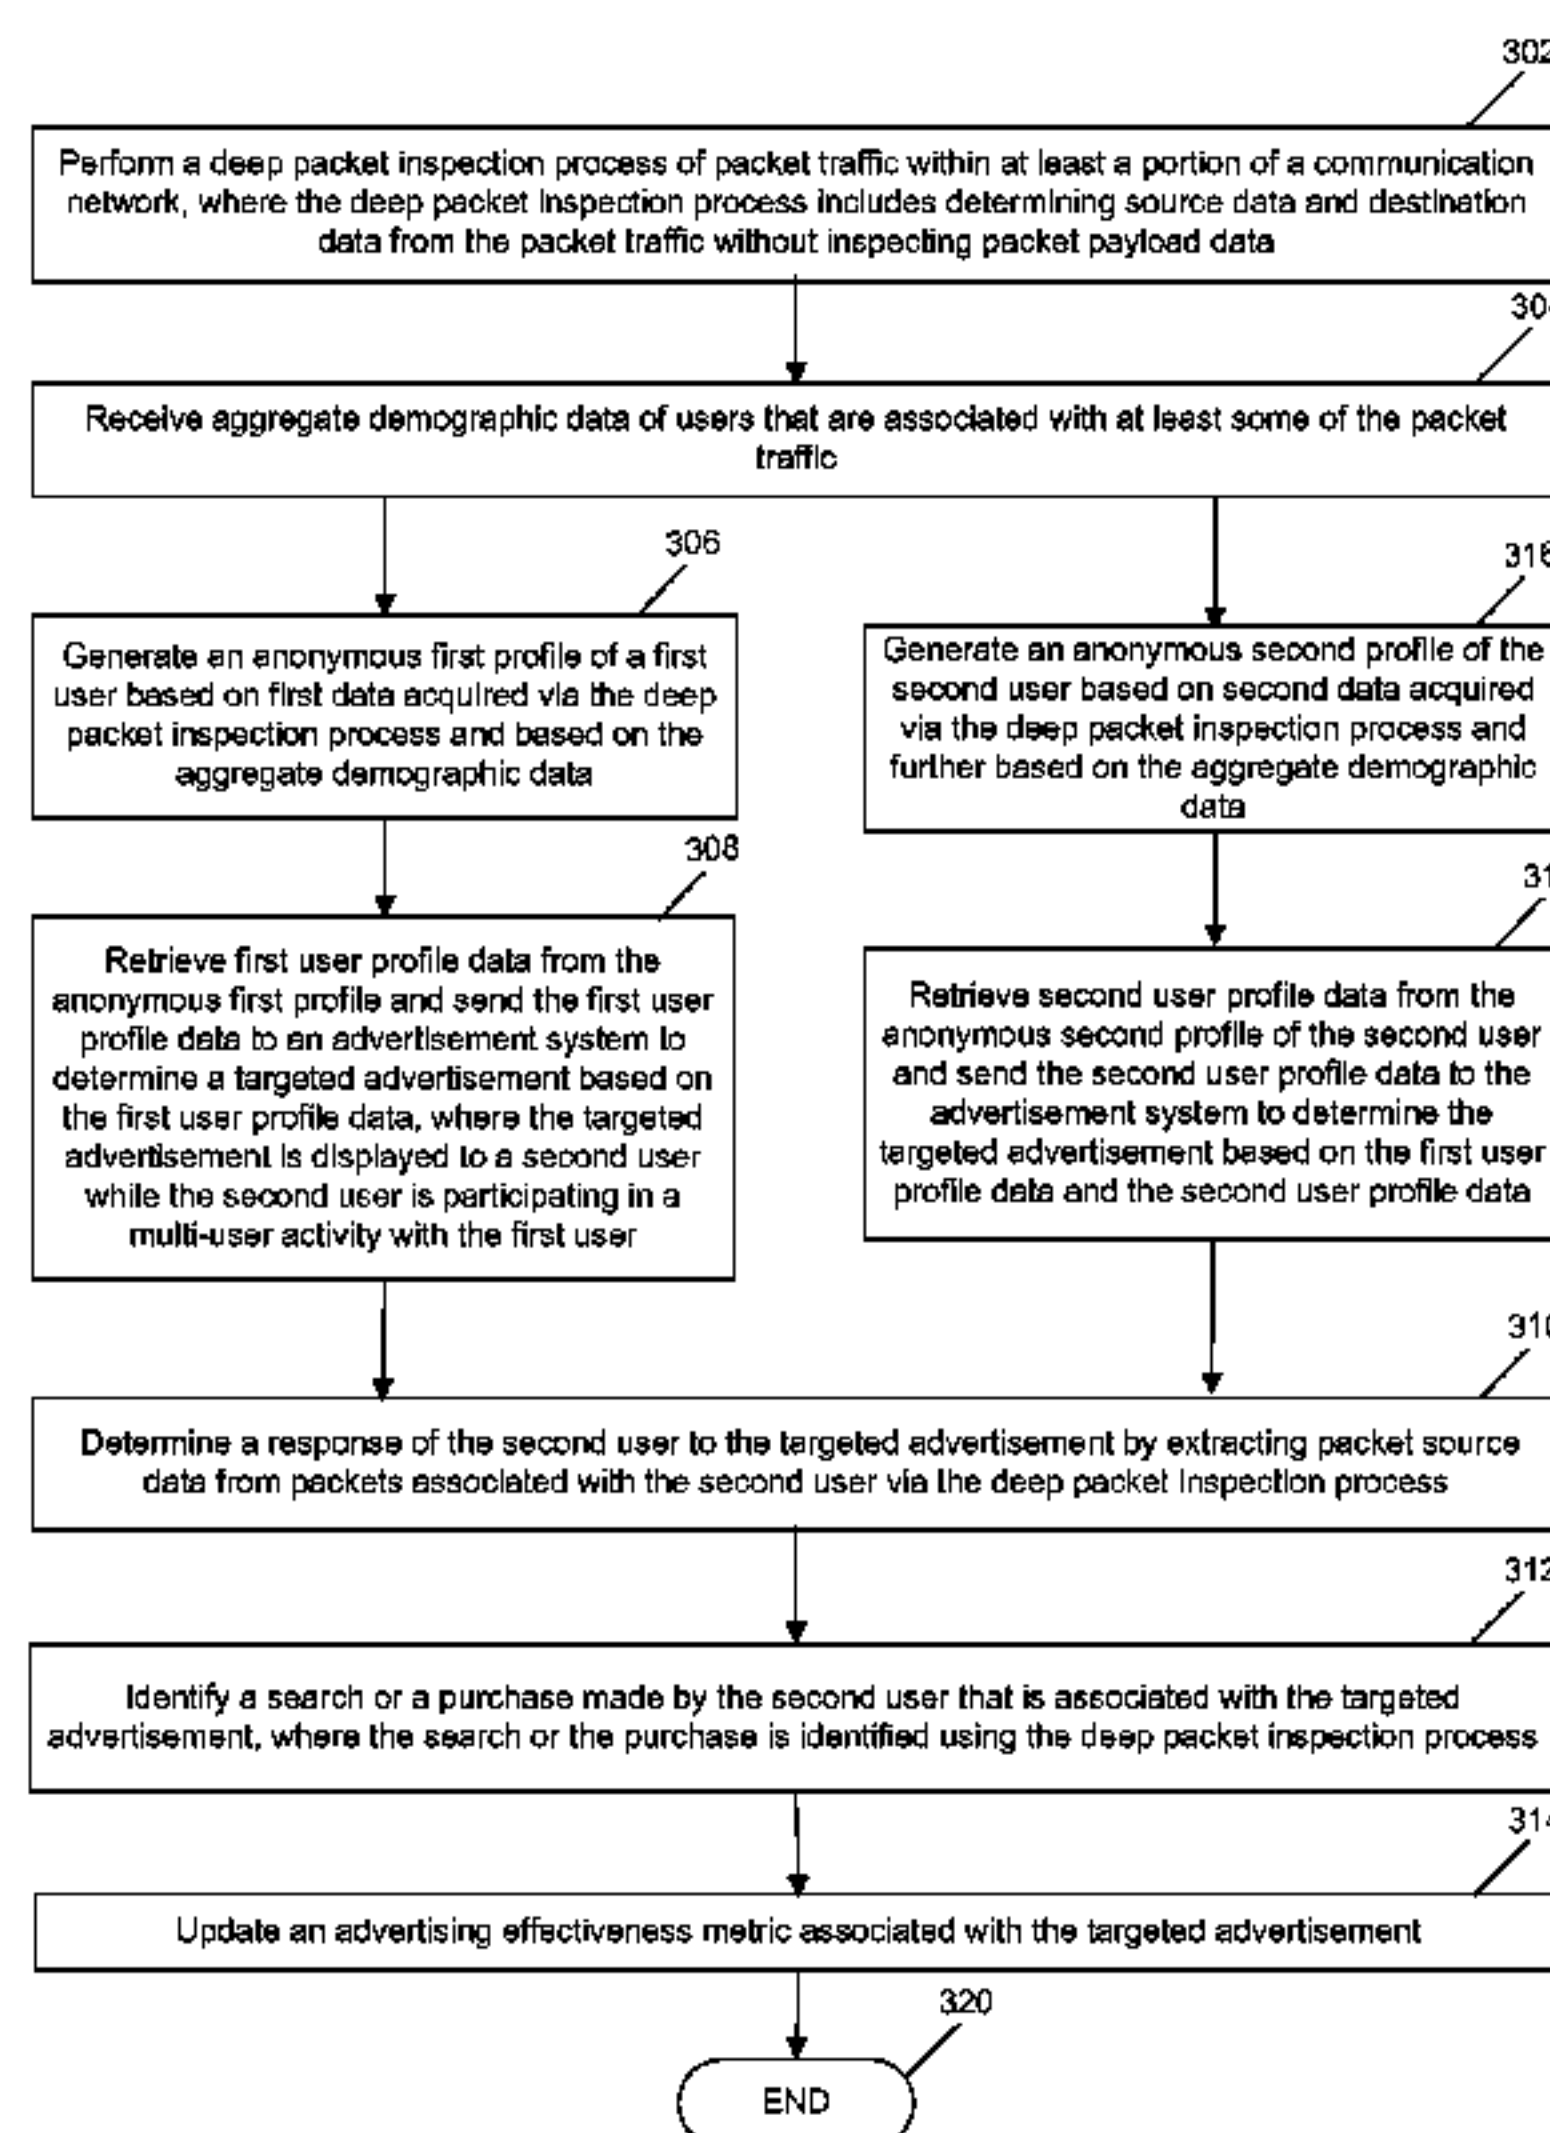 302
Perform a deep packet inspection process of packet traffic within at least a portion of a communication
network, where the deep packet inspection process includes determining source data and destination
data from the packet traffic without inspecting packet payload data
Receive aggregate demographic data of users that are associated with at least some of the packet
traffic
306
Generate an anonymous first profile of a first
user based on first data acquired via the deep
packet inspection process and based on the
aggregate demographic data
308
Retrieve first user profile data from the
anonymous first profile and send the first user
profile data to an advertisement system to
determine a targeted advertisement based on
the first user profile data, where the targeted
advertisement is displayed to a second user
while the second user is participating in a
multi-user activity with the first user
316
Generate an anonymous second profile of the
second user based on second data acquired
via the deep packet inspection process and
further based on the aggregate demographic
data
Retrieve second user profile data from the
anonymous second profile of the second user
and send the second user profile data to the
advertisement system to determine the
targeted advertisement based on the first user
profile data and the second user profile data
310
Determine a response of the second user to the targeted advertisement by extracting packet source
data from packets associated with the second user via the deep packet inspection process
312
Identify a search or a purchase made by the second user that is associated with the targeted
advertisement, where the search or the purchase is identified using the deep packet inspection process
314
Update an advertising effectiveness metric associated with the targeted advertisement
320
END